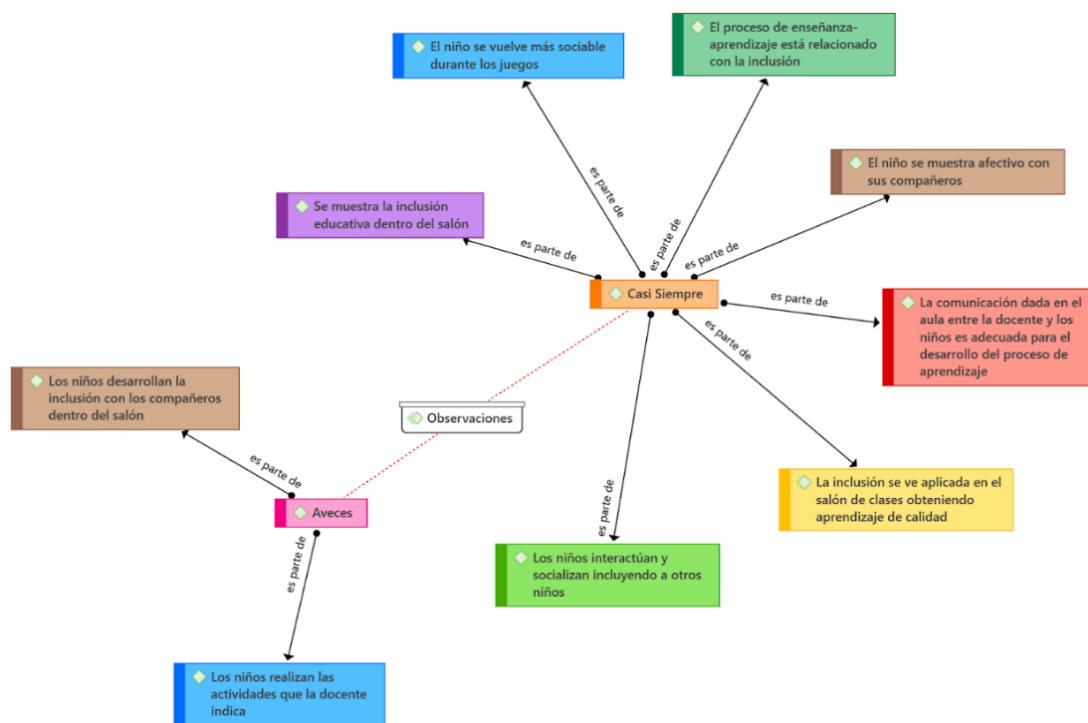 El niño se vuelve más sociable
durante los juegos
El proceso de enseñanza-
aprendizaje está relacionado
con la inclusión
El niño se muestra afectivo con
sus compañeros
Se muestra la inclusión
educativa dentro del salón
es parte de
es parte de
es parte de
es parte de
Casi Siempre
es parte de
La comunicación dada en el
aula entre la docente y los
niños es adecuada para el
desarrollo del proceso de
aprendizaje
es parte de
Los niños desarrollan la
inclusión con los compañeros
dentro del salón
Observaciones
es parte de
es parte de
La inclusión se ve aplicada en el
salón de clases obteniendo
aprendizaje de calidad
Aveces
es parte de
Los niños interactúan y
socializan incluyendo a otros
niños
Los niños realizan las
actividades que la docente
indica